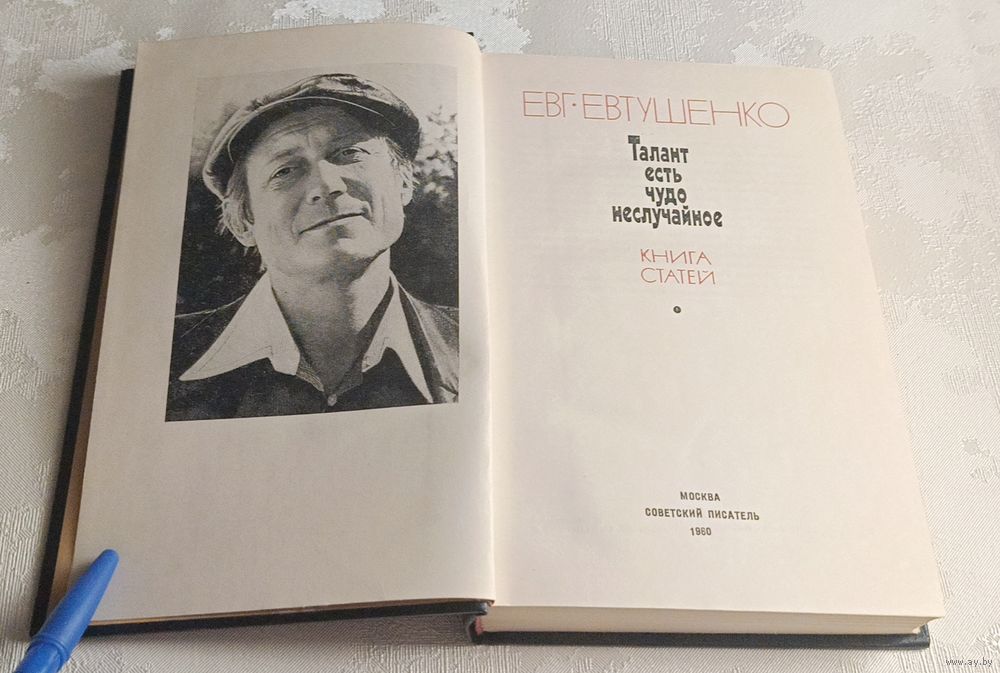 ЕВГ·ЕВТУШЕНКО
Талант
есть
чудо
неслучайное
КНИГА
СТАТЕЙ
МОСКВА
СОВЕТСКИЙ ПИСАТЕЛЬ
1980
www.ay.by